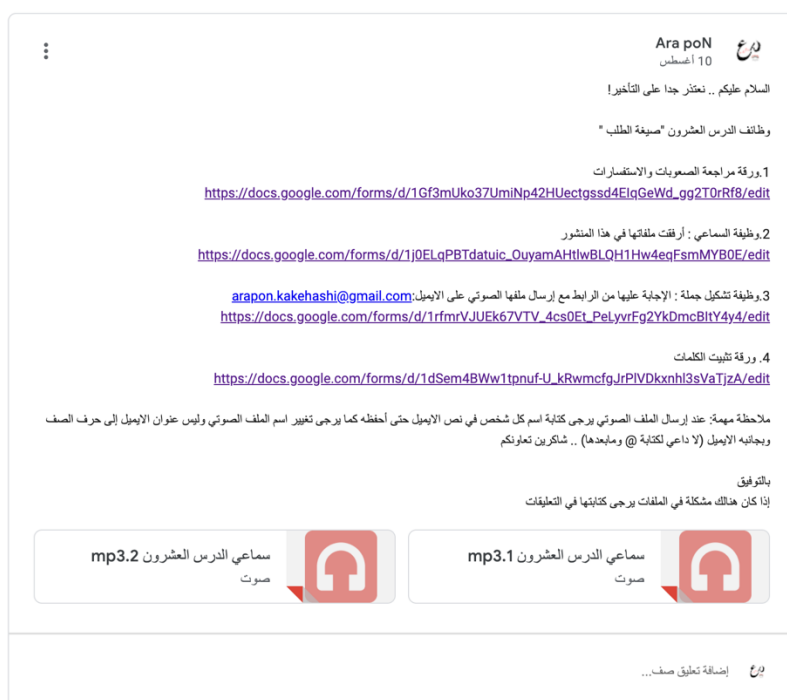 Ara poN
10 أغسطس
السلام عليكم .. نعتذر جدا على التأخير!
وظائف الدرس العشرون "صيغة الطلب "
1.ورقة مراجعة الصعوبات والاستفسارات
https://docs.google.com/forms/d/1Gf3mUko37UmiNp42HUectgssd4EIqGeWd_gg2T0rRf8/edit
2.وظيفة السماعي : أرفقت ملفاتها في هذا المنشور
https://docs.google.com/forms/d/1j0ELqPBTdatuic_OuyamAHtlwBLQH1Hw4eqFsmMYB0E/edit
3.وظيفة تشكيل جملة : الإجابة عليها من الرابط مع إرسال ملفها الصوتي على الايميل:arapon.kakehashi@gmail.com
https://docs.google.com/forms/d/1rfmrVJUEk67VTV_4cs0Et_PeLyvrFg2YkDmcBItY4y4/edit
4. ورقة تثبيت الكلمات
https://docs.google.com/forms/d/1dSem4BWw1tpnuf-U_kRwmcfgJrPlVDkxnhl3sVaTjzA/edit
ملاحظة مهمة: عند إرسال الملف الصوتي يرجى كتابة اسم كل شخص في نص الايميل حتى أحفظه كما يرجى تغيير اسم الملف الصوتي وليس عنوان الايميل إلى حرف الصف
وبجانبه الايميل (لا داعي لكتابة @ ومابعدها) .. شاكرين تعاونكم
بالتوفيق
إذا كان هنالك مشكلة في الملفات يرجى كتابتها في التعليقات
سماعي الدرس العشرون 1.mp3
صوت
سماعي الدرس العشرون 2.mp3
صوت
إضافة تعليق صف...